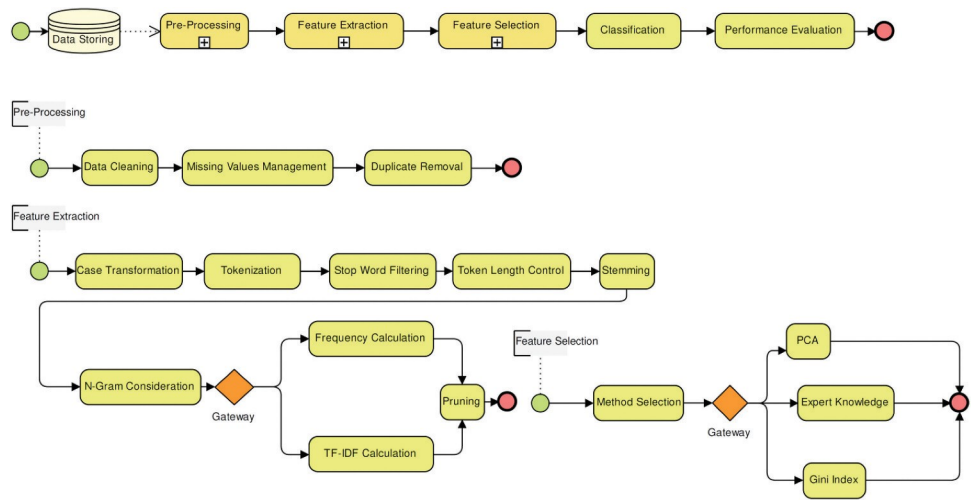 Data Storing
Pre-Processing
Feature Extraction
Feature Selection
Classification
Performance Evaluation
Pre-Processing
Data Cleaning
Missing Values Management
Duplicate Removal
Feature Extraction
Case Transformation
Tokenization
Stop Word Filtering
Token Length Control
Stemming
N-Gram Consideration
Gateway
Frequency Calculation
TF-IDF Calculation
Pruning
Feature Selection
Method Selection
Gateway
PCA
Expert Knowledge
Gini Index